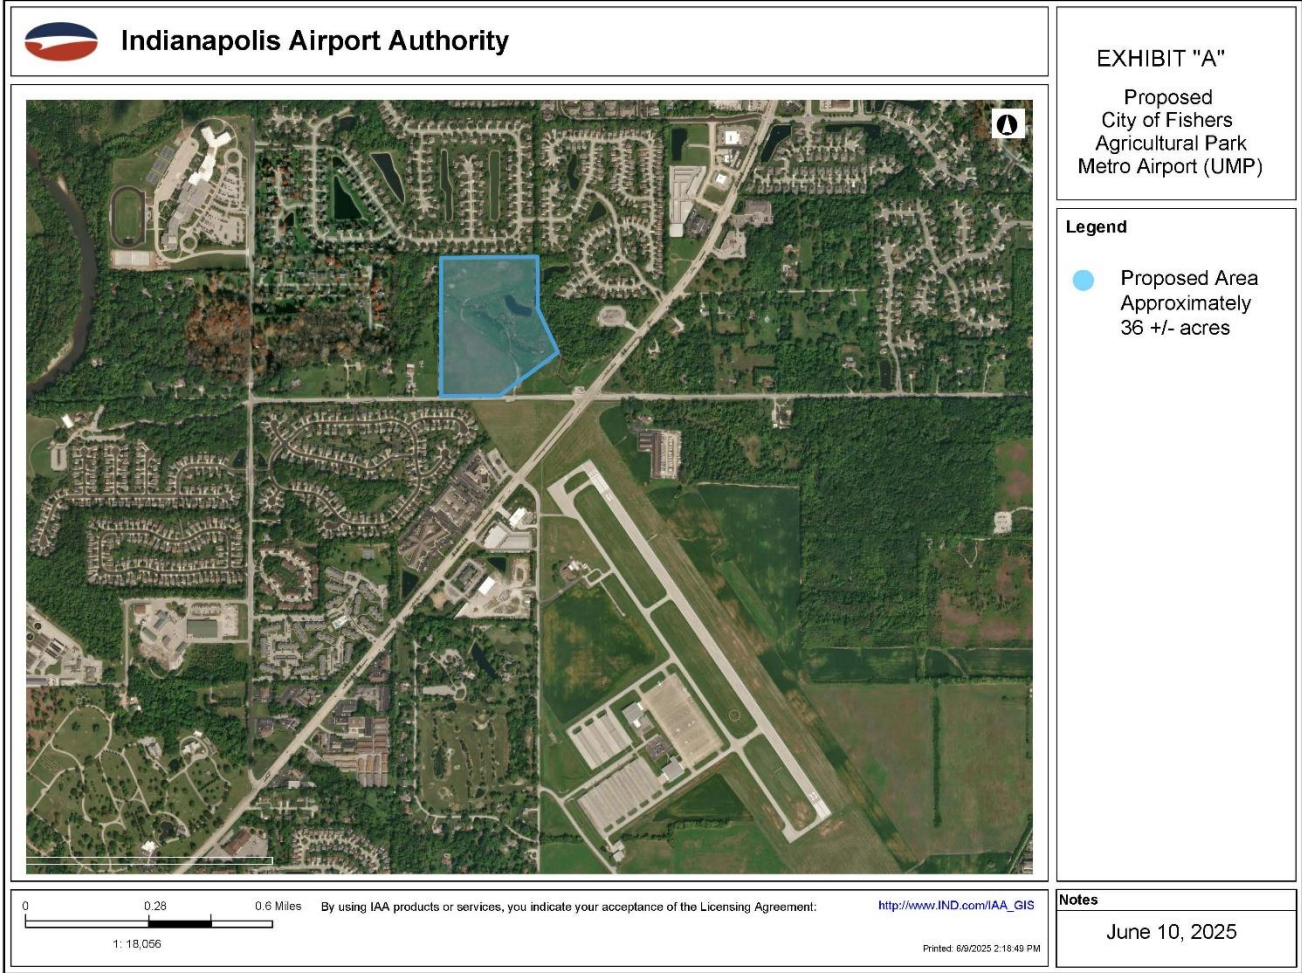 Indianapolis Airport Authority
EXHIBIT "A"
Proposed
City of Fishers
Agricultural Park
Metro Airport (UMP)
Legend
Proposed Area
Approximately
36 +/- acres
0 0.28 0.6 Miles
1: 18,056
By using IAA products or services, you indicate your acceptance of the Licensing Agreement:
http://www.IND.com/IAA_GIS
Printed: 6/9/2025 2:18:49 PM
Notes
June 10, 2025